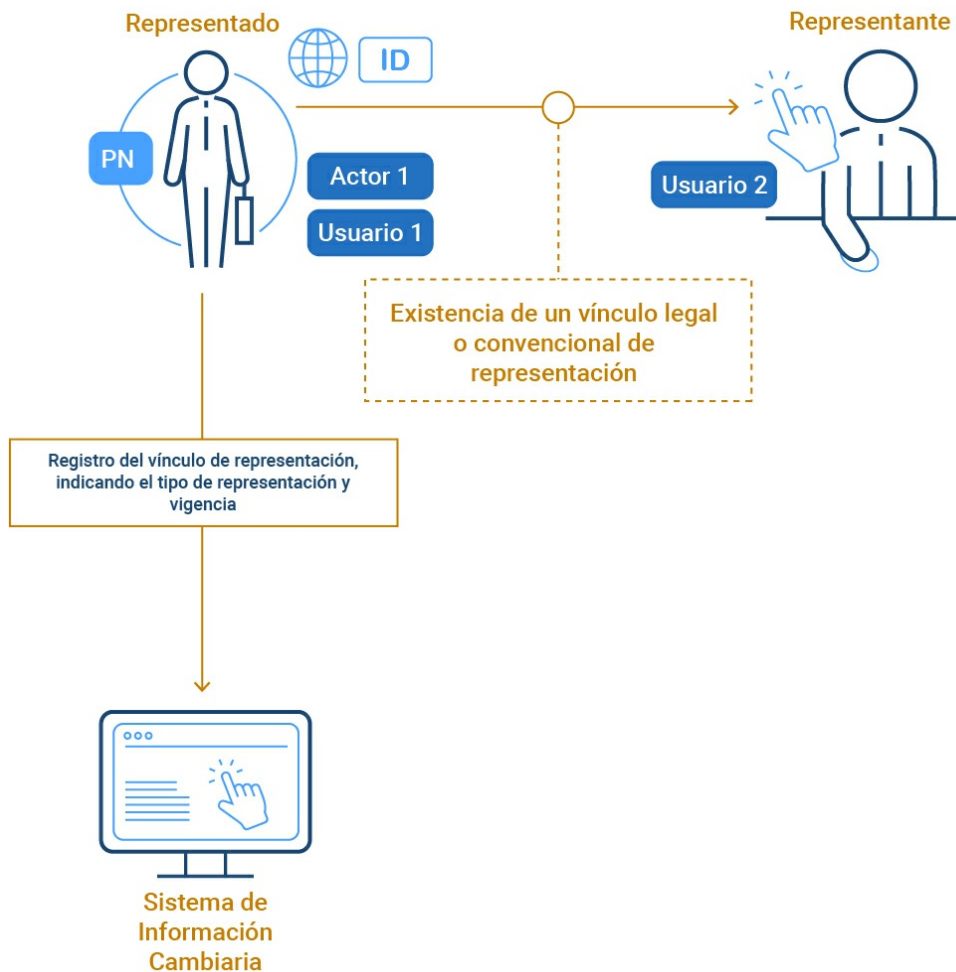 Representado
Representante
ID
PN
Actor 1
Usuario 1
Usuario 2
Existencia de un vínculo legal
o convencional de
representación
Registro del vínculo de representación,
indicando el tipo de representación y
vigencia
Sistema de
Información
Cambiaria